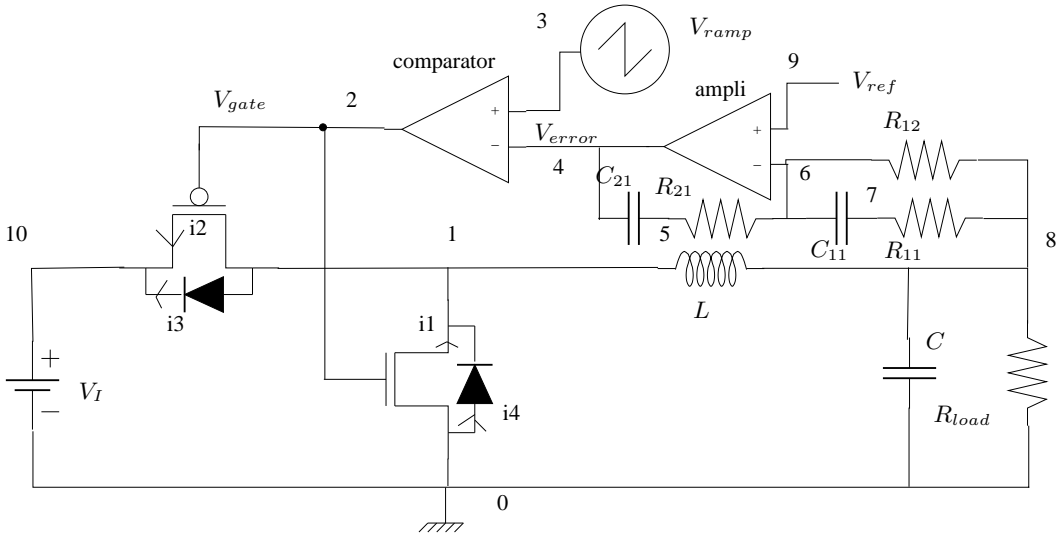 3
V_ramp
comparator
9
ampli
V_ref
V_gate
2
+
−
V_error
4
+
−
R_12
6
C_21
R_21
7
10
i2
1
5
C_11
R_11
8
i3
L
i1
C
+
V_I
−
i4
R_load
0